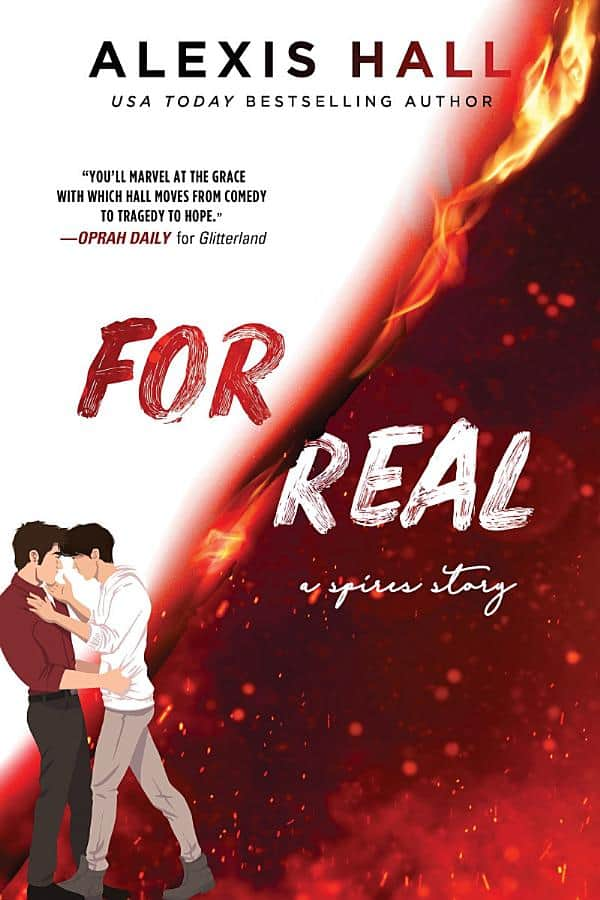 ALEXIS HALL
USA TODAY BESTSELLING AUTHOR
“YOU’LL MARVEL AT THE GRACE
WITH WHICH HALL MOVES FROM COMEDY
TO TRAGEDY TO HOPE.”
—OPRAH DAILY for Glitterland
FOR
REAL
a spires story